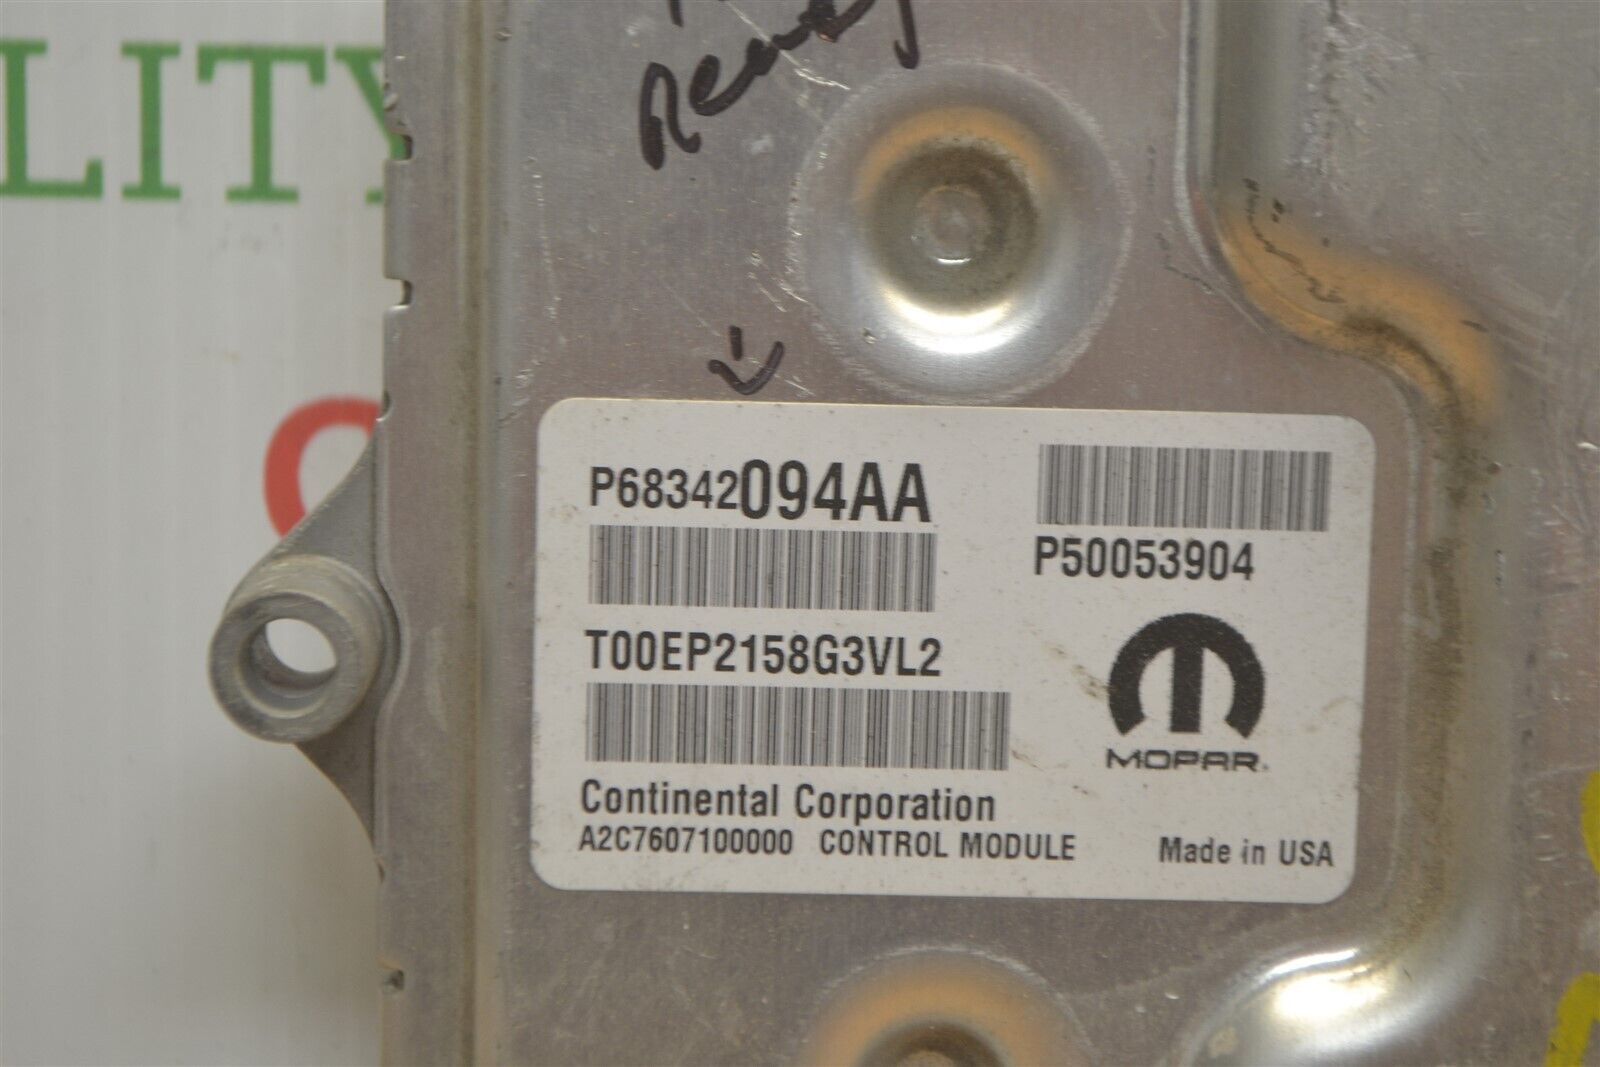 LITY
P68342094AA
P50053904
T00EP2158G3VL2
MOPAR
Continental Corporation
A2C7607100000 CONTROL MODULE
Made in USA